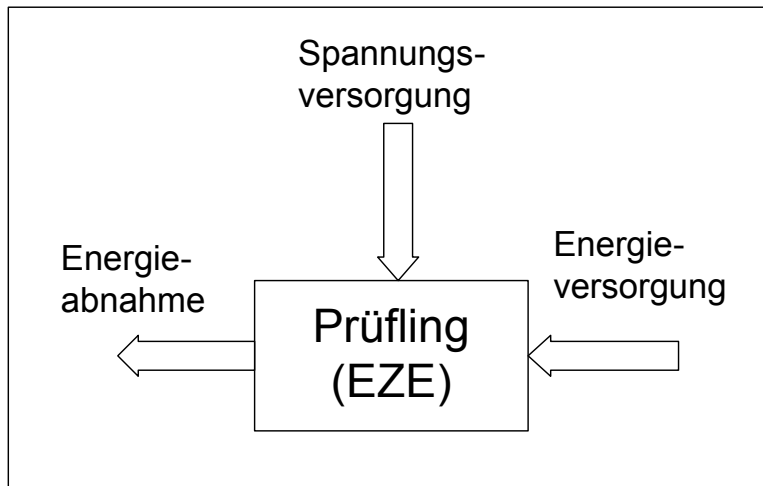 Spannungs-
versorgung
Energie-
abnahme
Energie-
versorgung
Prüfling
(EZE)